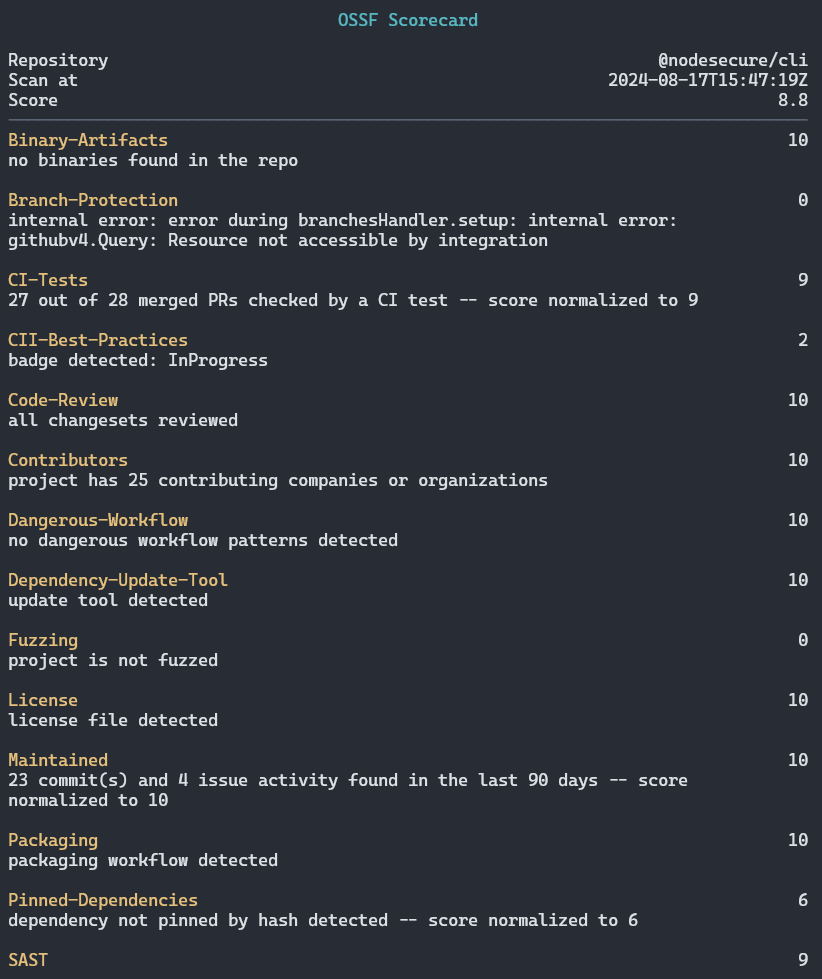 OSSF Scorecard
Repository @nodesecure/cli
Scan at 2024-08-17T15:47:19Z
Score 8.8
Binary-Artifacts 10
no binaries found in the repo
Branch-Protection 0
internal error: error during branchesHandler.setup: internal error:
githubv4.Query: Resource not accessible by integration
CI-Tests 9
27 out of 28 merged PRs checked by a CI test -- score normalized to 9
CII-Best-Practices 2
badge detected: InProgress
Code-Review 10
all changesets reviewed
Contributors 10
project has 25 contributing companies or organizations
Dangerous-Workflow 10
no dangerous workflow patterns detected
Dependency-Update-Tool 10
update tool detected
Fuzzing 0
project is not fuzzed
License 10
license file detected
Maintained 10
23 commit(s) and 4 issue activity found in the last 90 days -- score
normalized to 10
Packaging 10
packaging workflow detected
Pinned-Dependencies 6
dependency not pinned by hash detected -- score normalized to 6
SAST 9